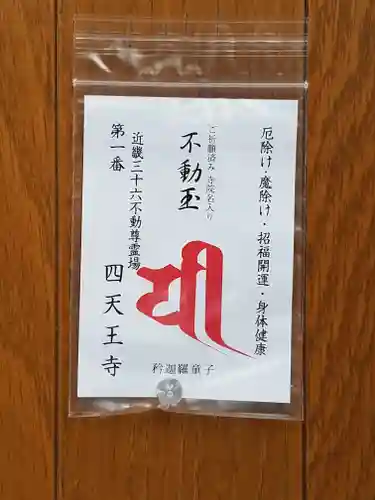 厄除け・魔除け・招福開運・身体健康
ご祈願済み 寺院名入り
不動玉
近畿三十六不動尊霊場
第一番
四天王寺
矜迦羅童子